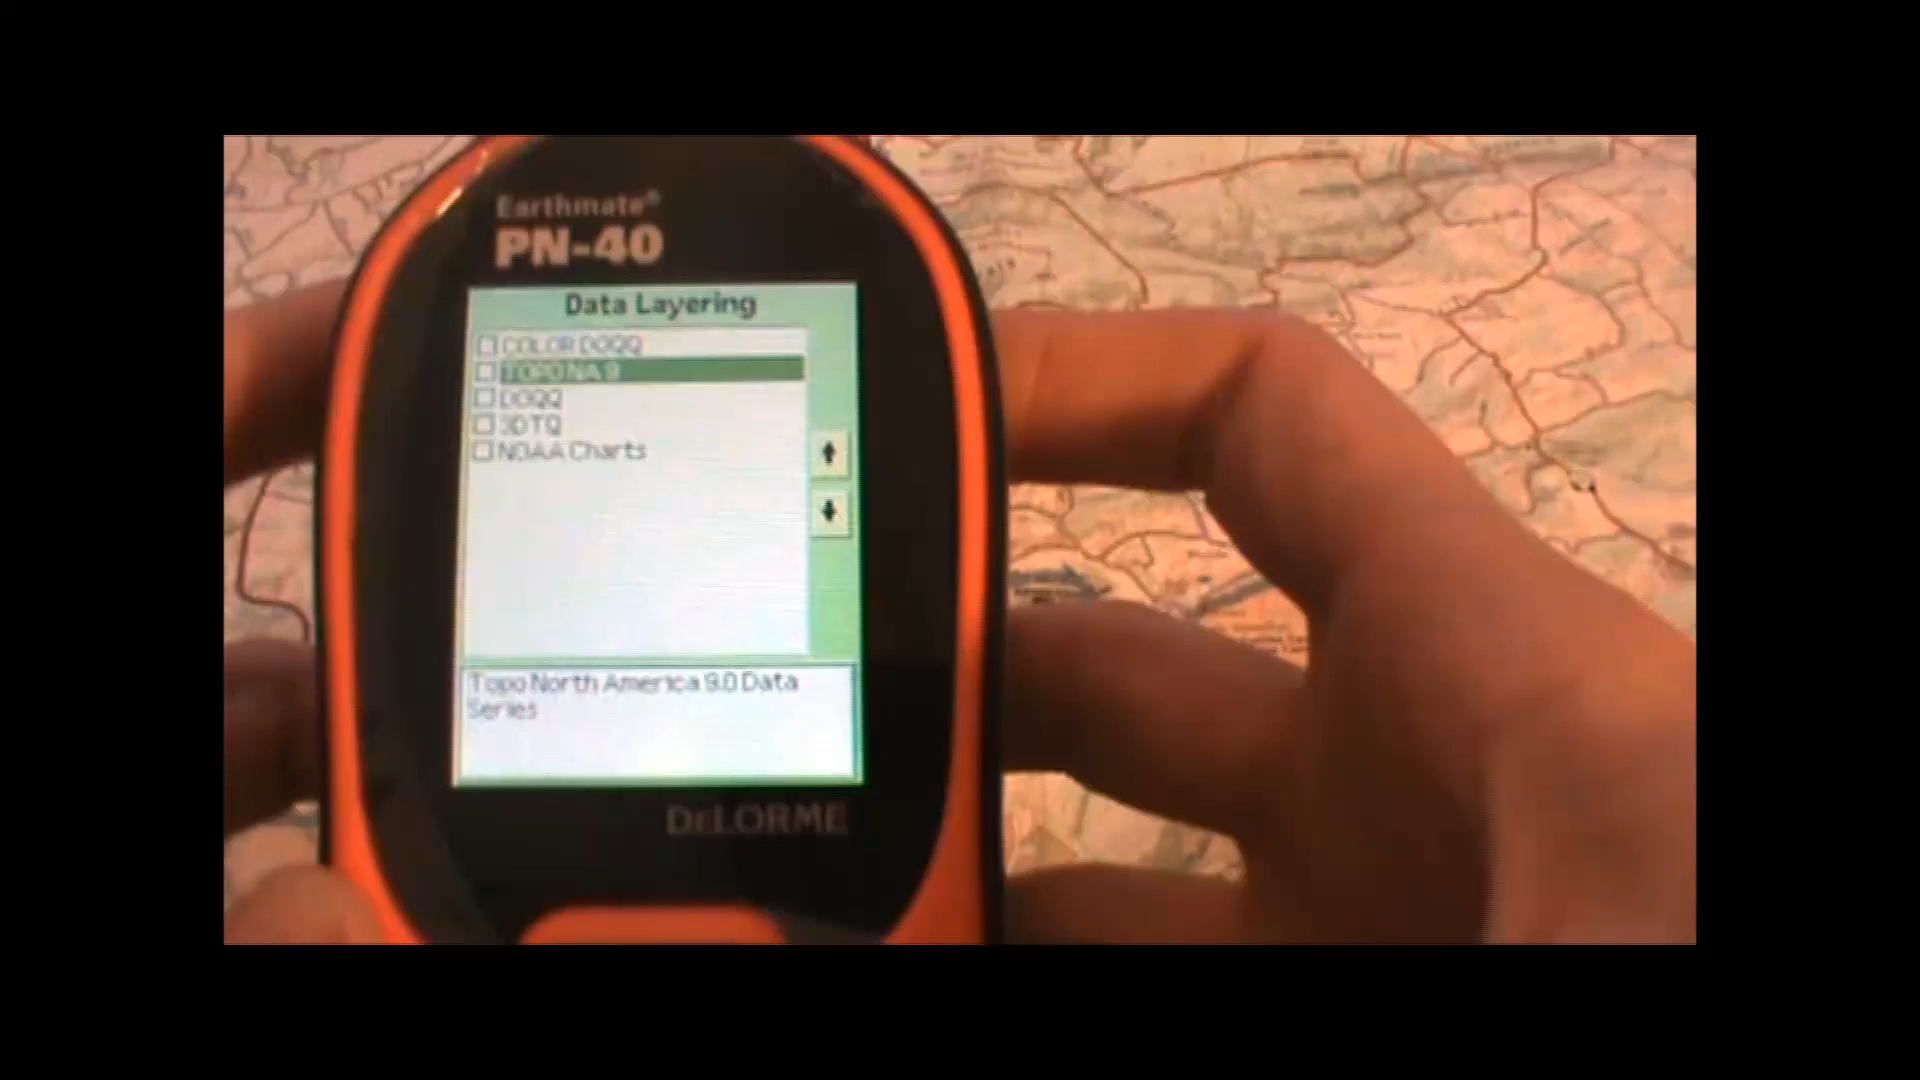 Earthmate®
PN-40
Data Layering
COLOR DOQQ
TOPO NA 9
DOQQ
3DTQ
NOAA Charts
Topo North America 9.0 Data
Series
DeLORME